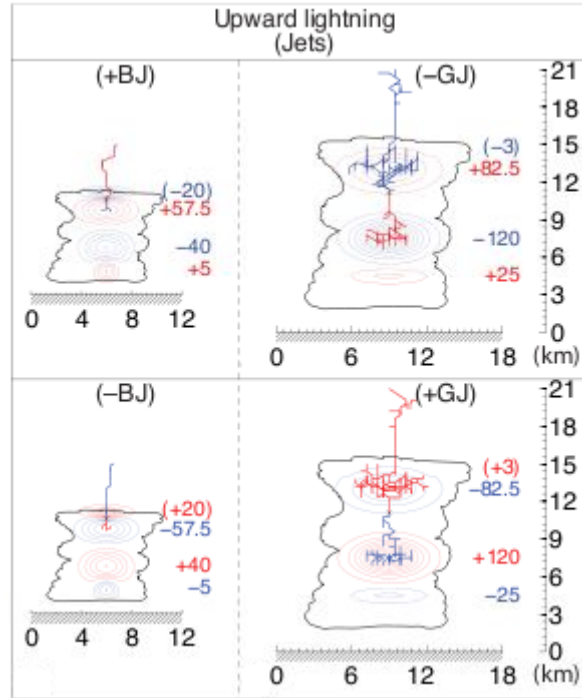 Upward lightning
(Jets)
(+BJ)
(−20)
+57.5
−40
+5
0 4 8 12
(−GJ)
(−3)
+82.5
−120
+25
0 6 12 18
21
18
15
12
9
6
3
0
(km)
(−BJ)
(+20)
−57.5
+40
−5
0 4 8 12
(+GJ)
(+3)
−82.5
+120
−25
0 6 12 18
21
18
15
12
9
6
3
0
(km)